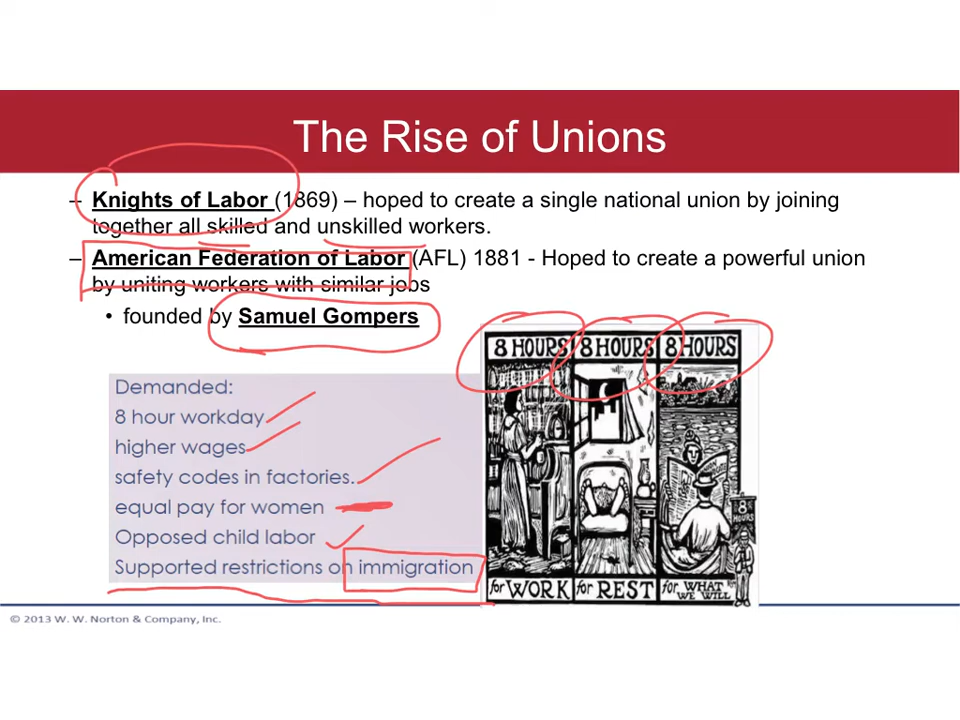 The Rise of Unions
– Knights of Labor (1869) – hoped to create a single national union by joining
together all skilled and unskilled workers.
– American Federation of Labor (AFL) 1881 - Hoped to create a powerful union
by uniting workers with similar jobs
• founded by Samuel Gompers
8 HOURS 8 HOURS 8 HOURS
Demanded:
8 hour workday
higher wages
safety codes in factories.
equal pay for women
Opposed child labor
Supported restrictions on immigration
8
HOURS
for WORK for REST for WHAT WE WILL
© 2013 W. W. Norton & Company, Inc.